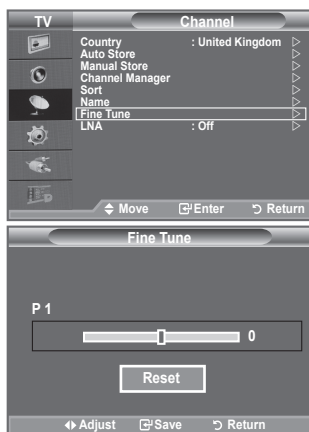 TV Channel
Country : United Kingdom
Auto Store
Manual Store
Channel Manager
Sort
Name
Fine Tune
LNA : Off
Move Enter Return
Fine Tune
P 1
0
Reset
Adjust Save Return